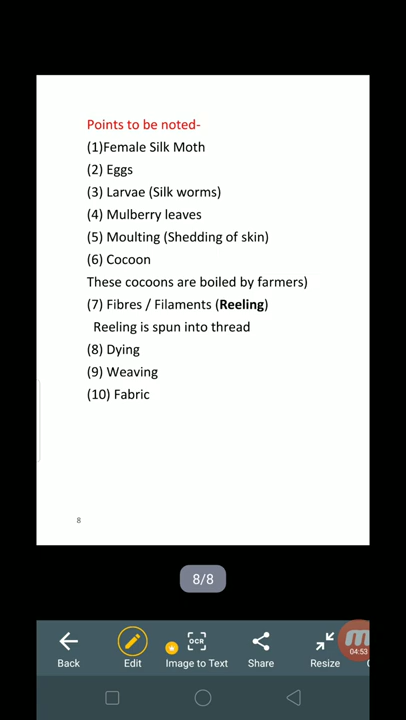 Points to be noted-
(1)Female Silk Moth
(2) Eggs
(3) Larvae (Silk worms)
(4) Mulberry leaves
(5) Moulting (Shedding of skin)
(6) Cocoon
These cocoons are boiled by farmers)
(7) Fibres / Filaments (Reeling)
Reeling is spun into thread
(8) Dying
(9) Weaving
(10) Fabric
8
8/8
OCR
Back Edit Image to Text Share Resize
04:53